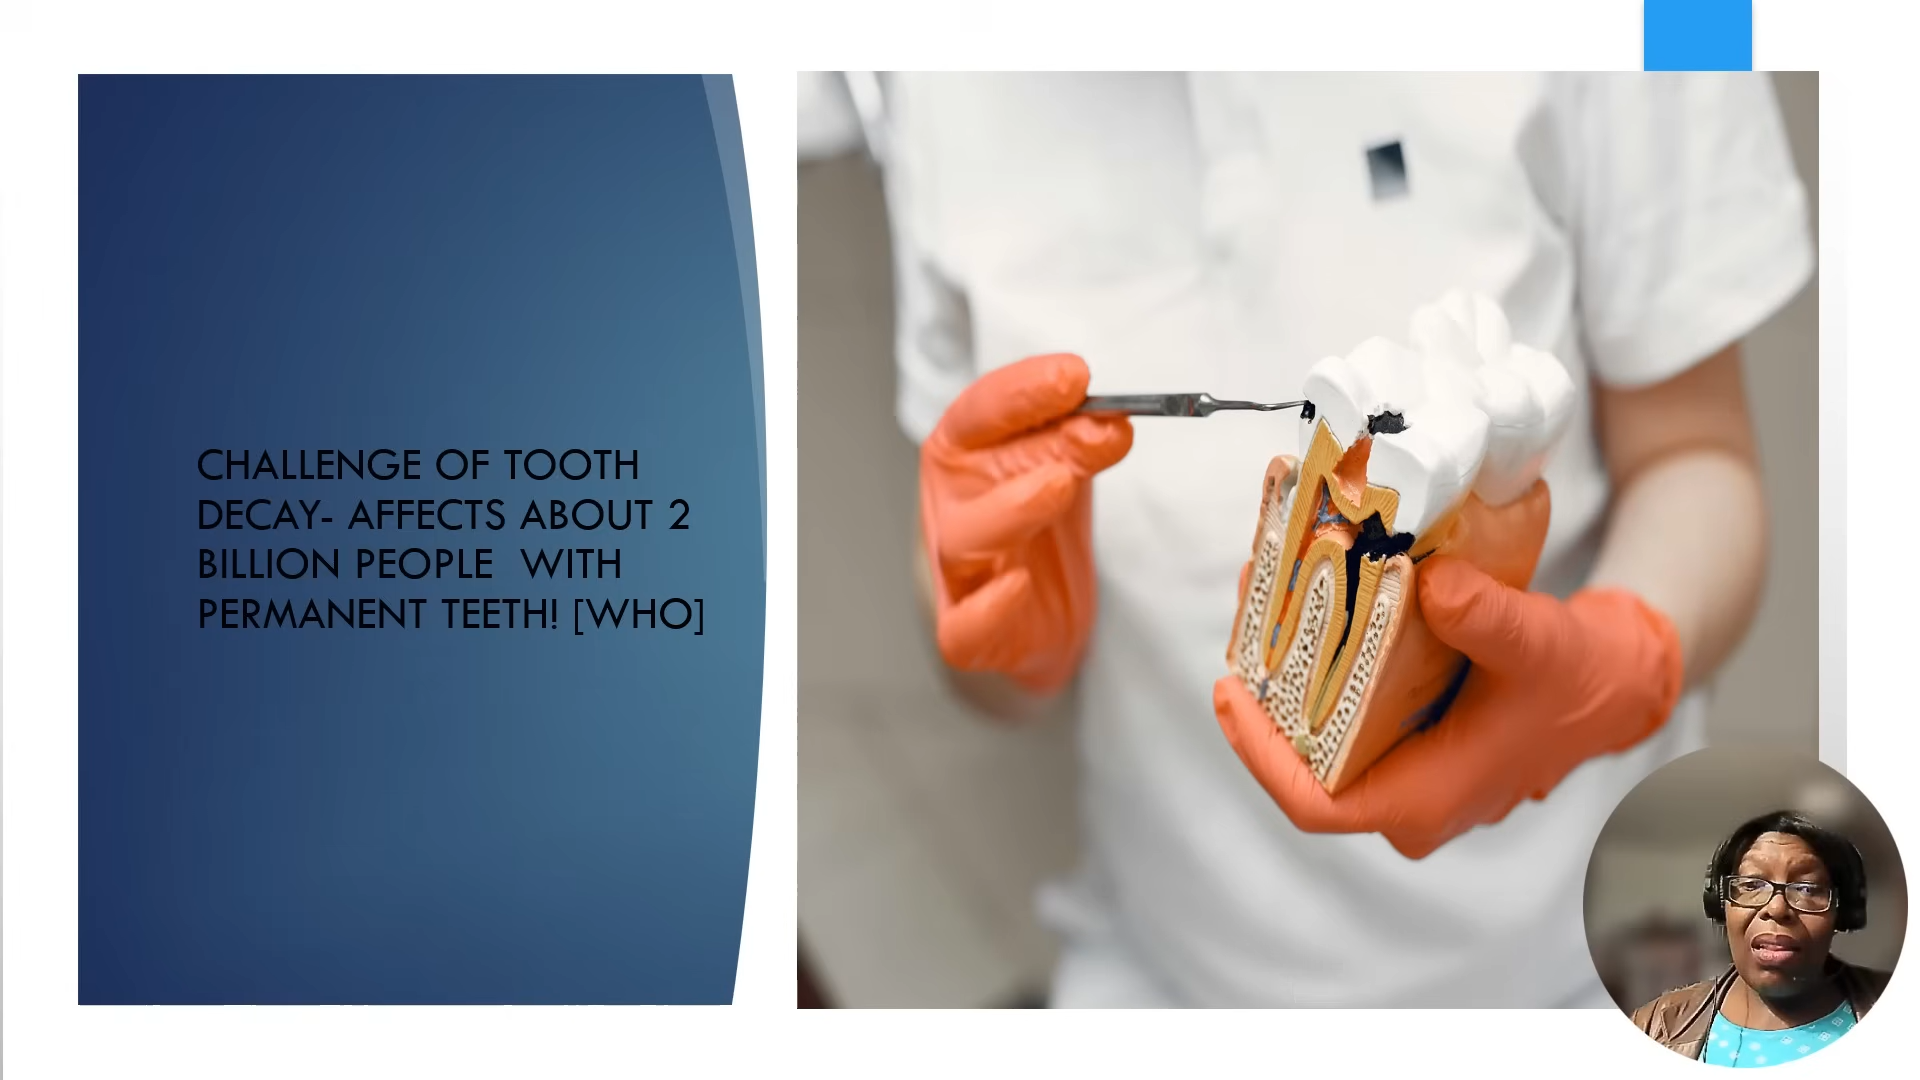 CHALLENGE OF TOOTH
DECAY- AFFECTS ABOUT 2
BILLION PEOPLE  WITH
PERMANENT TEETH! [WHO]